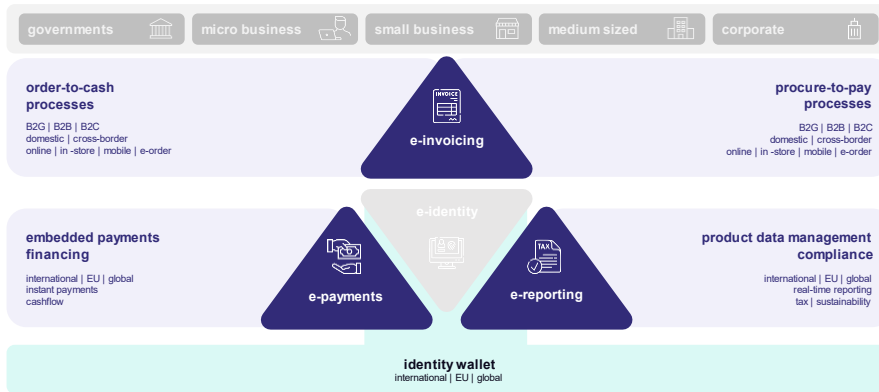 governments
micro business
small business
medium sized
corporate
order-to-cash
processes
B2G | B2B | B2C
domestic | cross-border
online | in -store | mobile | e-order
INVOICE
e-invoicing
procure-to-pay
processes
B2G | B2B | B2C
domestic | cross-border
online | in -store | mobile | e-order
embedded payments
financing
international | EU | global
instant payments
cashflow
e-identity
e-payments
TAX
e-reporting
product data management
compliance
international | EU | global
real-time reporting
tax | sustainability
identity wallet
international | EU | global